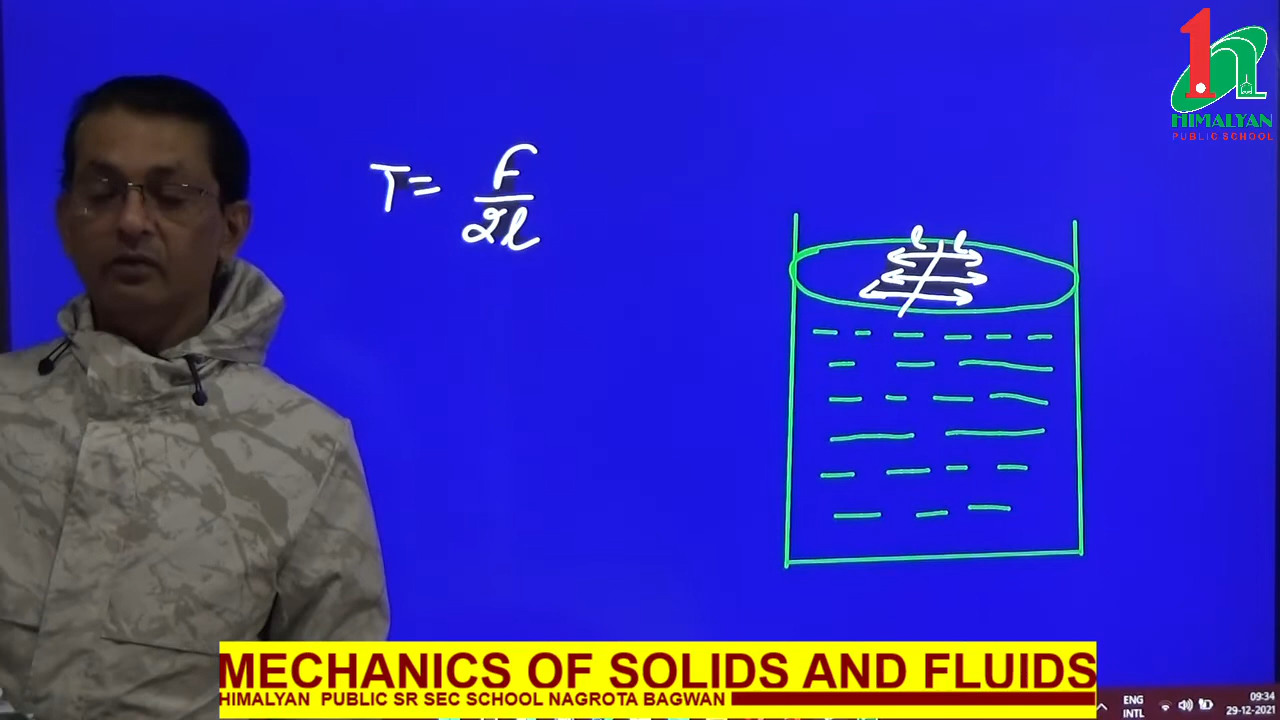 HIMALYAN
PUBLIC SCHOOL
T = F
2l
l l
MECHANICS OF SOLIDS AND FLUIDS
HIMALYAN PUBLIC SR SEC SCHOOL NAGROTA BAGWAN
ENG
INTL
09:34
29-12-2021